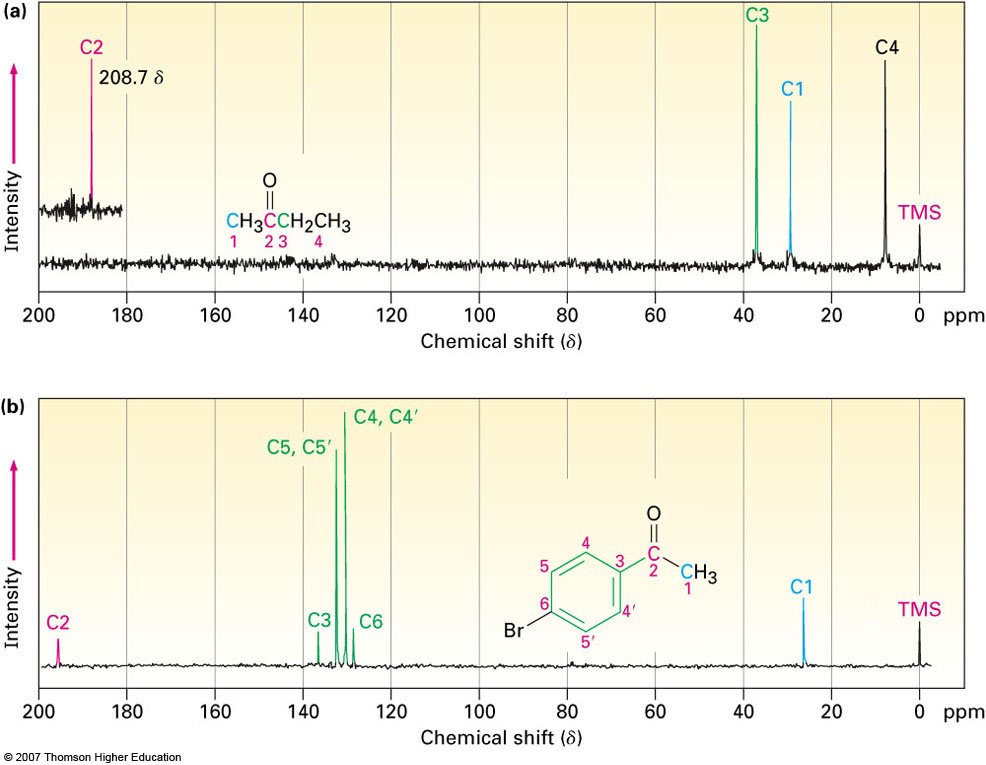 (a)
C3
C2
C4
208.7 δ
C1
O
TMS
CH3CCH2CH3
1 2 3 4
Intensity
200 180 160 140 120 100 80 60 40 20 0 ppm
Chemical shift (δ)
(b)
C4, C4′
C5, C5′
O
4
3
C
5
2
CH3
1
C1
6
4′
TMS
C3
C6
C2
Br
5′
Intensity
200 180 160 140 120 100 80 60 40 20 0 ppm
Chemical shift (δ)
© 2007 Thomson Higher Education